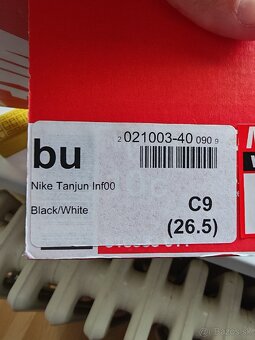 2 021003-40 090 9
bu
Nike Tanjun Inf00
Black/White
C9
(26.5)